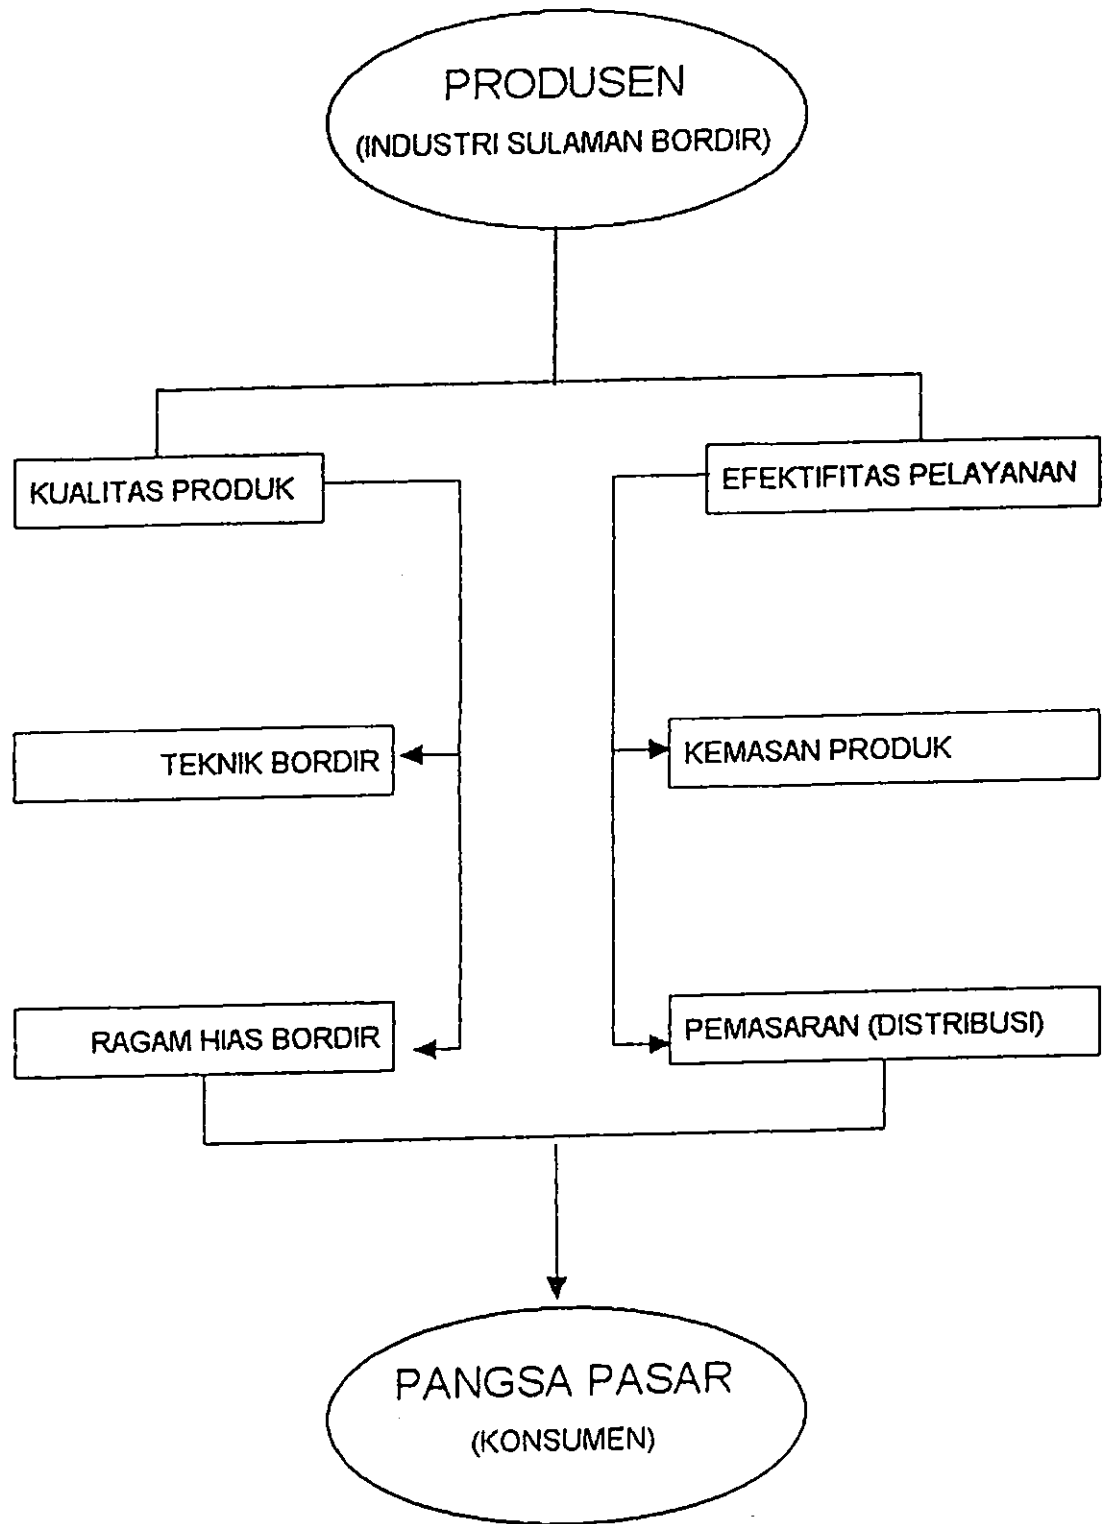 PRODUSEN
(INDUSTRI SULAMAN BORDIR)
KUALITAS PRODUK
EFEKTIFITAS PELAYANAN
TEKNIK BORDIR
KEMASAN PRODUK
RAGAM HIAS BORDIR
PEMASARAN (DISTRIBUSI)
PANGSA PASAR
(KONSUMEN)